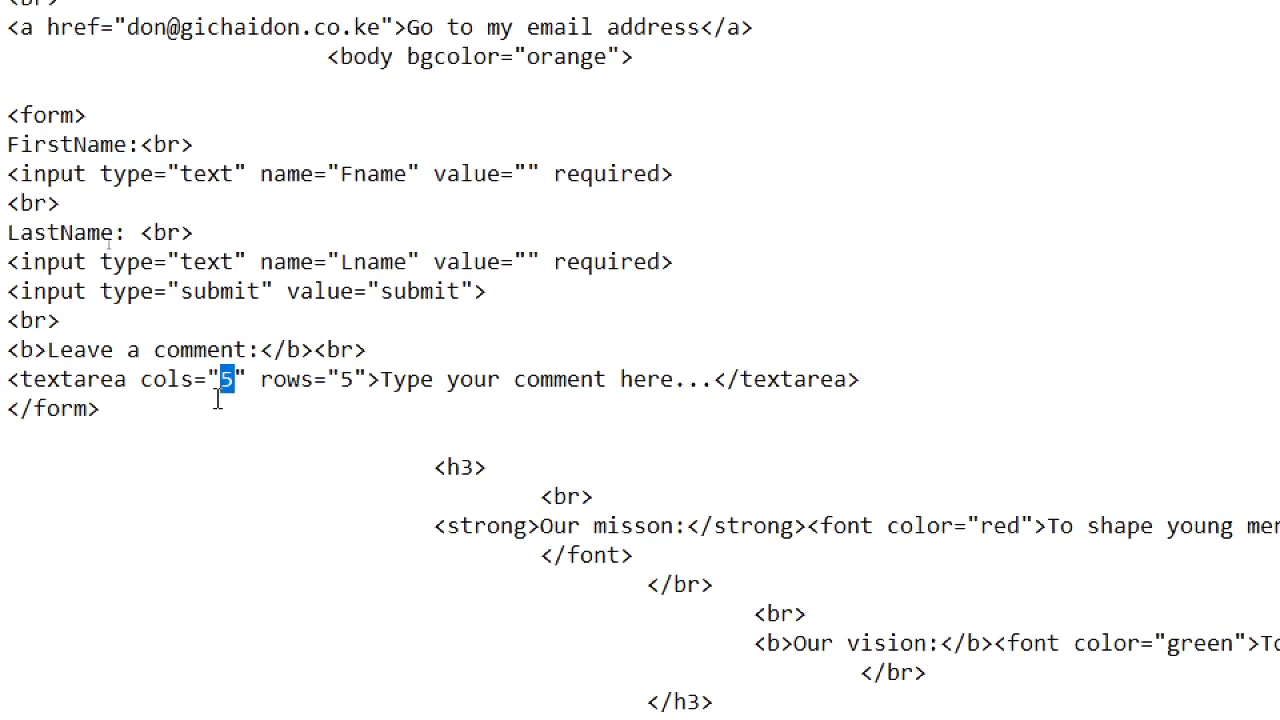 <br>
<a href="don@gichaidon.co.ke">Go to my email address</a>
<body bgcolor="orange">
<form>
FirstName:<br>
<input type="text" name="Fname" value="" required>
<br>
LastName: <br>
<input type="text" name="Lname" value="" required>
<input type="submit" value="submit">
<br>
<b>Leave a comment:</b><br>
<textarea cols="5" rows="5">Type your comment here...</textarea>
</form>
<h3>
<br>
<strong>Our misson:</strong><font color="red">To shape young
</font>
</br>
<br>
<b>Our vision:</b><font color="green">
</br>
</h3>